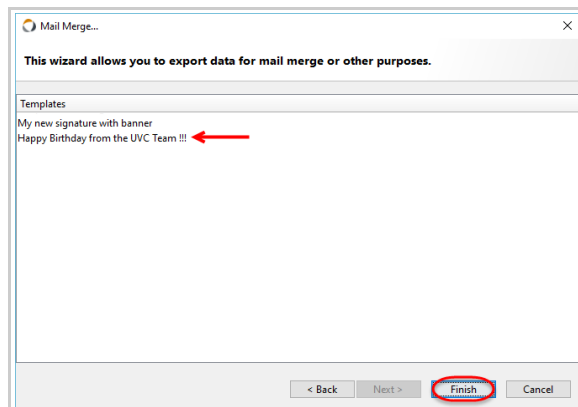 Mail Merge...
This wizard allows you to export data for mail merge or other purposes.
Templates
My new signature with banner
Happy Birthday from the UVC Team !!!
< Back Next > Finish Cancel